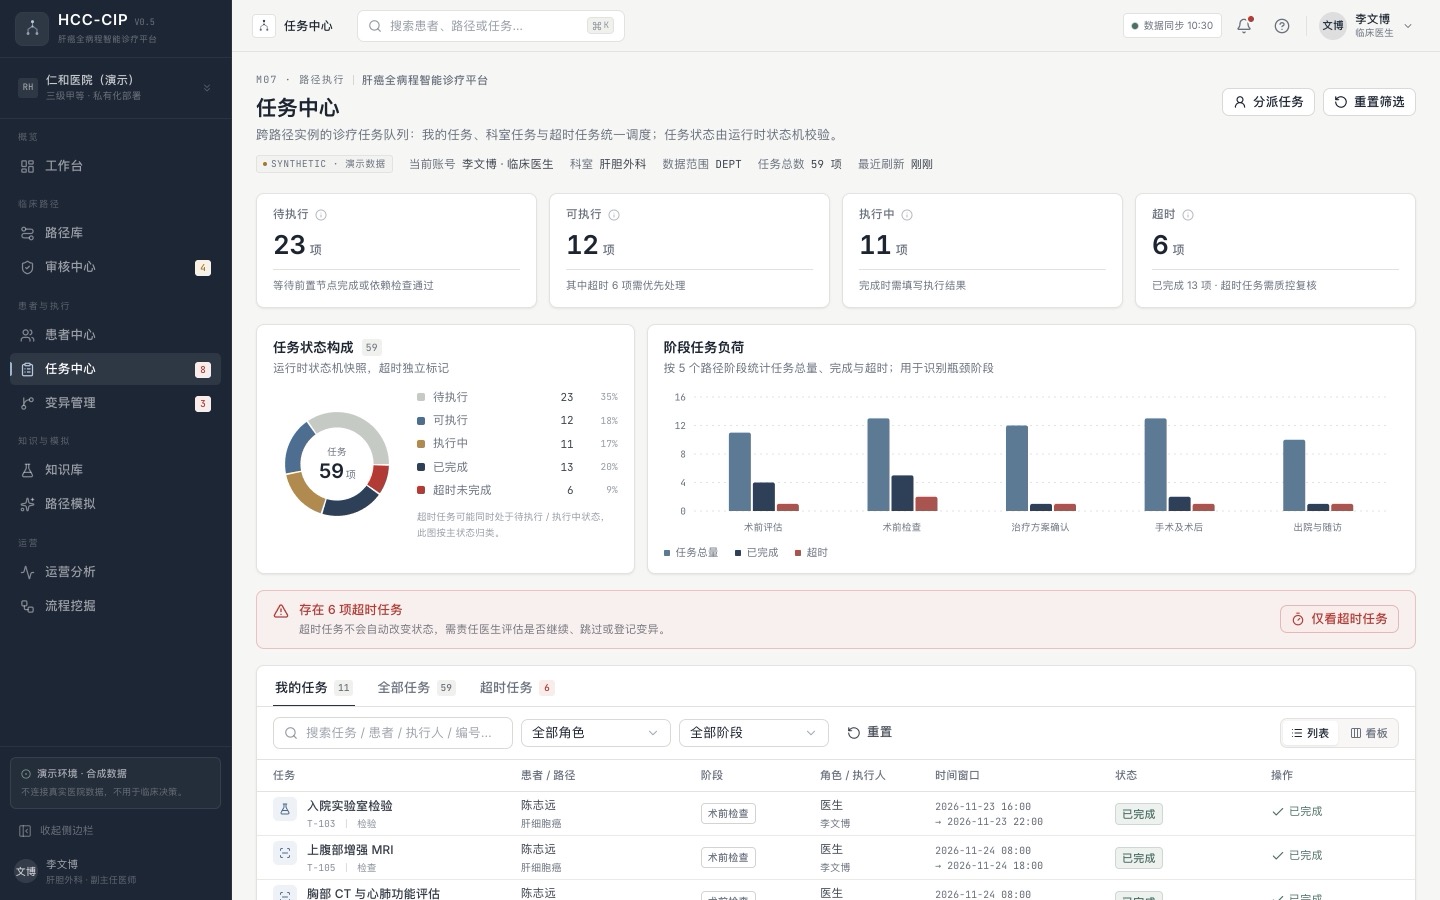 HCC-CIP V0.5
肝癌全病程智能诊疗平台
RH
仁和医院（演示）
三级甲等 · 私有化部署
概览
工作台
临床路径
路径库
审核中心 4
患者与执行
患者中心
任务中心 8
变异管理 3
知识与模拟
知识库
路径模拟
运营
运营分析
流程挖掘
演示环境 · 合成数据
不连接真实医院数据，不用于临床决策。
收起侧边栏
文博
李文博
肝胆外科 · 副主任医师
任务中心
搜索患者、路径或任务... ⌘K
数据同步 10:30
文博
李文博
临床医生
M07 · 路径执行 | 肝癌全病程智能诊疗平台
任务中心
跨路径实例的诊疗任务队列：我的任务、科室任务与超时任务统一调度；任务状态由运行时状态机校验。
分派任务
重置筛选
SYNTHETIC · 演示数据 当前账号 李文博 · 临床医生 科室 肝胆外科 数据范围 DEPT 任务总数 59 项 最近刷新 刚刚
待执行
23 项
等待前置节点完成或依赖检查通过
可执行
12 项
其中超时 6 项需优先处理
执行中
11 项
完成时需填写执行结果
超时
6 项
已完成 13 项 · 超时任务需质控复核
任务状态构成 59
运行时状态机快照，超时独立标记
任务
59 项
待执行 23 35%
可执行 12 18%
执行中 11 17%
已完成 13 20%
超时未完成 6 9%
超时任务可能同时处于待执行 / 执行中状态，
此图按主状态归类。
阶段任务负荷
按 5 个路径阶段统计任务总量、完成与超时；用于识别瓶颈阶段
16
12
8
4
0
术前评估 术前检查 治疗方案确认 手术及术后 出院与随访
任务总量 已完成 超时
存在 6 项超时任务
超时任务不会自动改变状态，需责任医生评估是否继续、跳过或登记变异。
仅看超时任务
我的任务 11 全部任务 59 超时任务 6
搜索任务 / 患者 / 执行人 / 编号... 全部角色 全部阶段 重置 列表 看板
任务 患者 / 路径 阶段 角色 / 执行人 时间窗口 状态 操作
入院实验室检验
T-103 | 检验
陈志远
肝细胞癌
术前检查
医生
李文博
2026-11-23 16:00
→ 2026-11-23 22:00
已完成
已完成
上腹部增强 MRI
T-105 | 检查
陈志远
肝细胞癌
术前检查
医生
李文博
2026-11-24 08:00
→ 2026-11-24 18:00
已完成
已完成
胸部 CT 与心肺功能评估
陈志远
术前检查
医生
2026-11-24 08:00
已完成
已完成